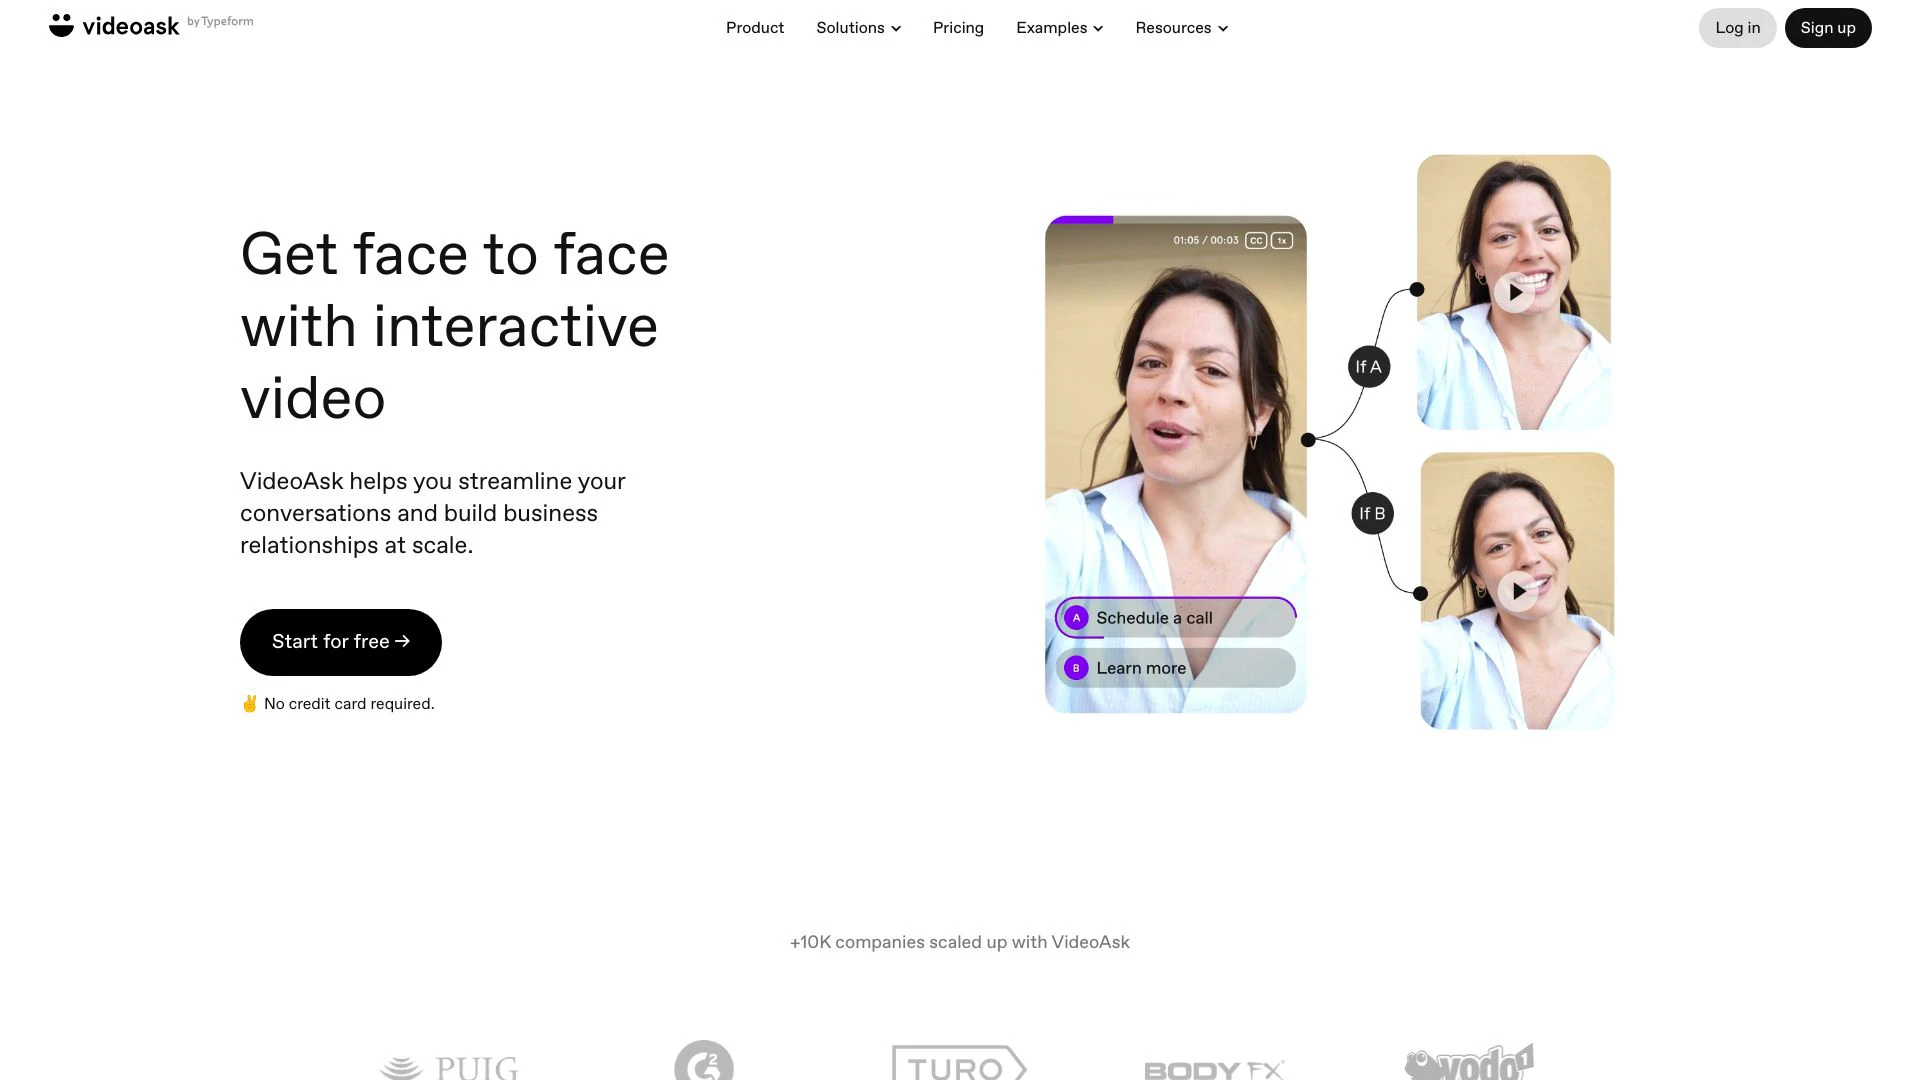 videoask by Typeform
Product
Solutions
Pricing
Examples
Resources
Log in
Sign up
Get face to face
with interactive
video
VideoAsk helps you streamline your
conversations and build business
relationships at scale.
Start for free →
✌️ No credit card required.
01:05 / 00:03 CC 1x
A Schedule a call
B Learn more
If A
If B
+10K companies scaled up with VideoAsk
PUIG
G2
TURO
BODY FX
yodo1